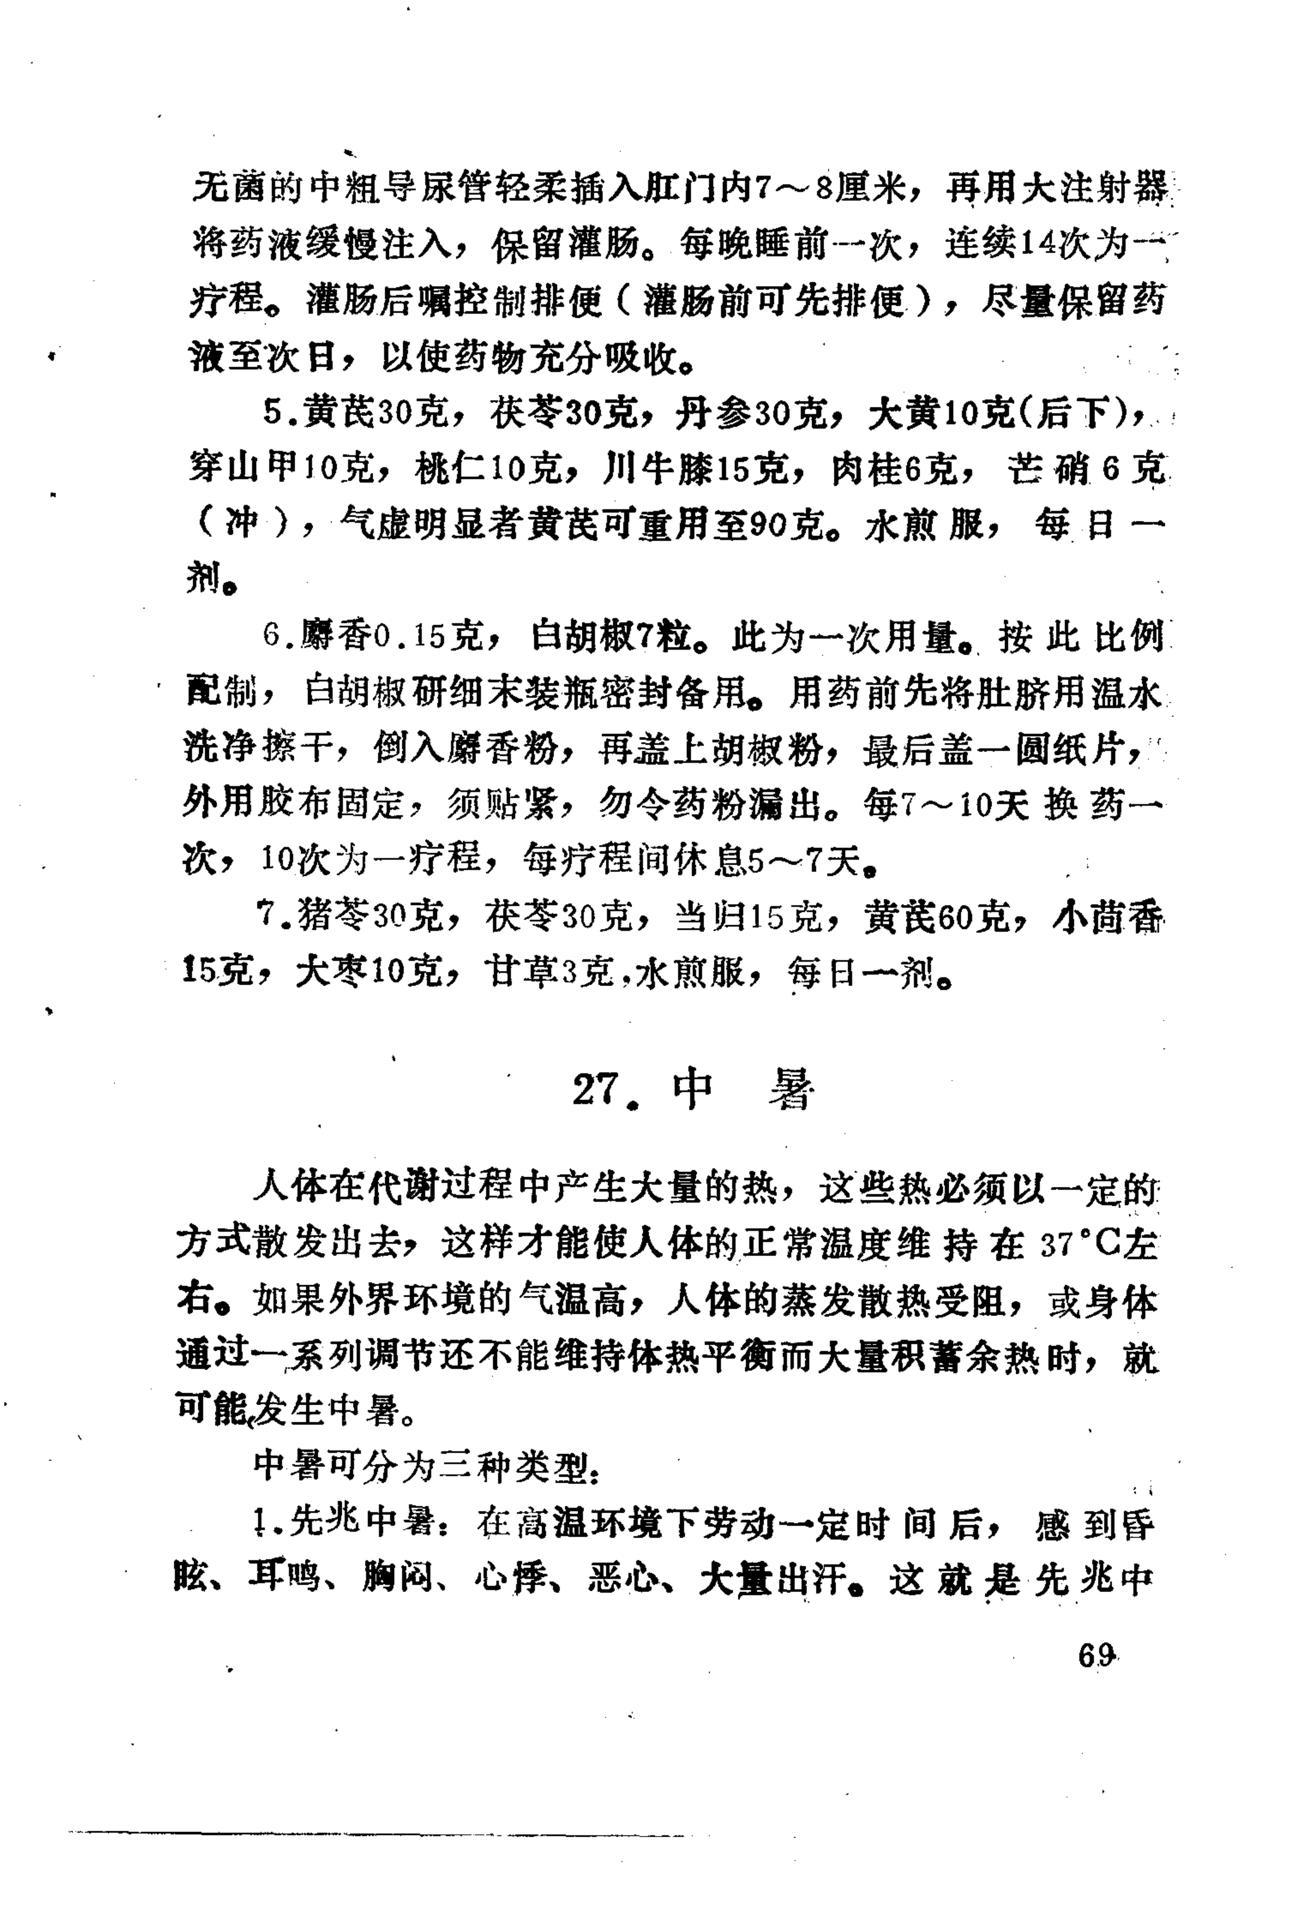 无菌的中粗导尿管轻柔插入肛门内7～8厘米，再用大注射器
将药液缓慢注入，保留灌肠。每晚睡前一次，连续14次为一
疗程。灌肠后嘱控制排便（灌肠前可先排便），尽量保留药
液至次日，以使药物充分吸收。
5.黄芪30克，茯苓30克，丹参30克，大黄10克(后下)，
穿山甲10克，桃仁10克，川牛膝15克，肉桂6克，芒硝6克
（冲），气虚明显者黄芪可重用至90克。水煎服，每日一
剂。
6.麝香0.15克，白胡椒7粒。此为一次用量。按此比例
配制，白胡椒研细末装瓶密封备用。用药前先将肚脐用温水
洗净擦干，倒入麝香粉，再盖上胡椒粉，最后盖一圆纸片，
外用胶布固定，须贴紧，勿令药粉漏出。每7～10天换药一
次，10次为一疗程，每疗程间休息5～7天。
7.猪苓30克，茯苓30克，当归15克，黄芪60克，小茴香
15克，大枣10克，甘草3克,水煎服，每日一剂。
27.中 暑
人体在代谢过程中产生大量的热，这些热必须以一定的
方式散发出去，这样才能使人体的正常温度维持在37°C左
右。如果外界环境的气温高，人体的蒸发散热受阻，或身体
通过一系列调节还不能维持体热平衡而大量积蓄余热时，就
可能发生中暑。
中暑可分为三种类型：
1.先兆中暑：在高温环境下劳动一定时间后，感到昏
眩、耳鸣、胸闷、心悸、恶心、大量出汗。这就是先兆中
69